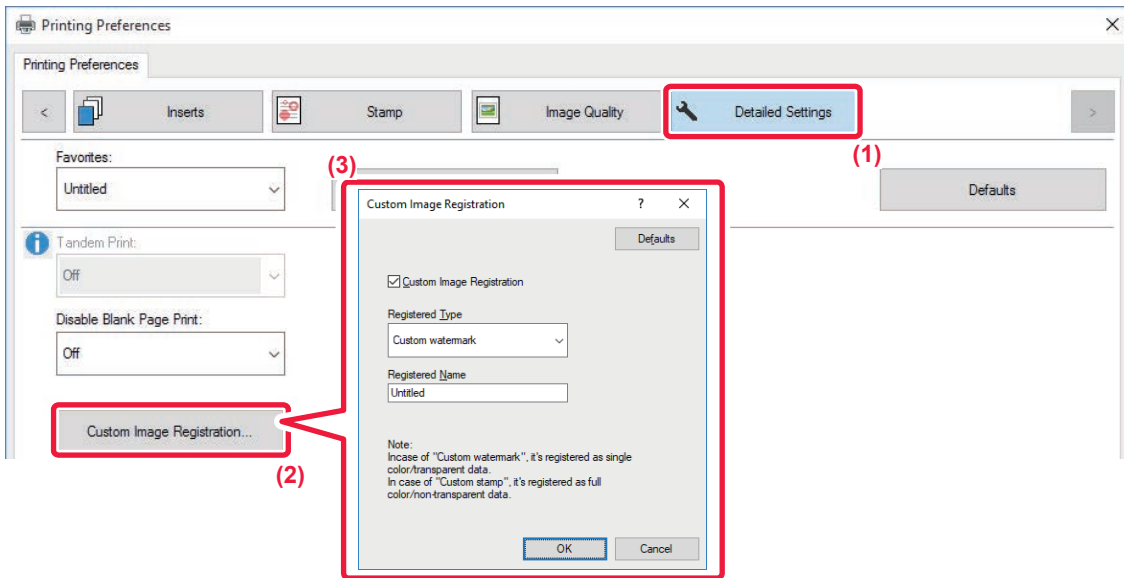 Printing Preferences
Printing Preferences
<
Inserts
Stamp
Image Quality
Detailed Settings
>
(1)
Favorites:
Untitled
(3)
Defaults
Tandem Print:
Off
Disable Blank Page Print:
Off
Custom Image Registration...
(2)
Custom Image Registration
?
Defaults
Custom Image Registration
Registered Type
Custom watermark
Registered Name
Untitled
Note:
Incase of "Custom watermark", it's registered as single
color/transparent data.
In case of "Custom stamp", it's registered as full
color/non-transparent data.
OK
Cancel